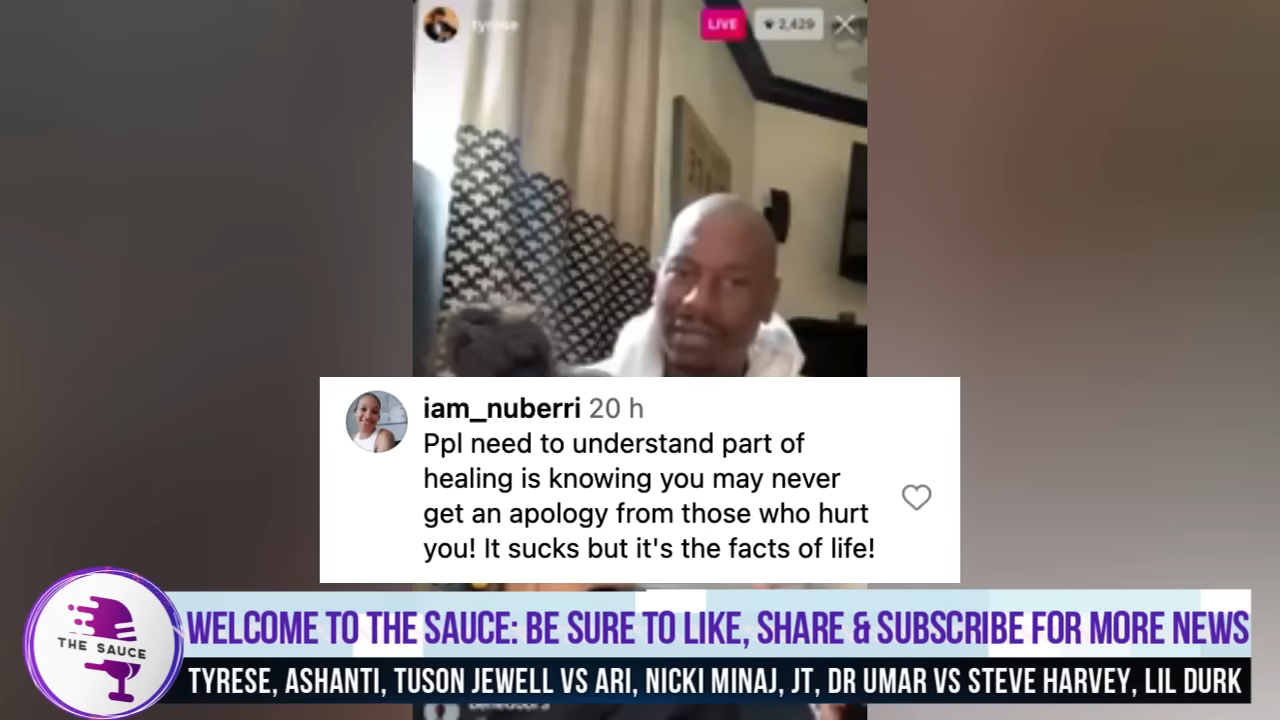 tyrese
LIVE
2,429
iam_nuberri 20 h
Ppl need to understand part of
healing is knowing you may never
get an apology from those who hurt
you! It sucks but it's the facts of life!
THE SAUCE
WELCOME TO THE SAUCE: BE SURE TO LIKE, SHARE & SUBSCRIBE FOR MORE NEWS
TYRESE, ASHANTI, TUSON JEWELL VS ARI, NICKI MINAJ, JT, DR UMAR VS STEVE HARVEY, LIL DURK